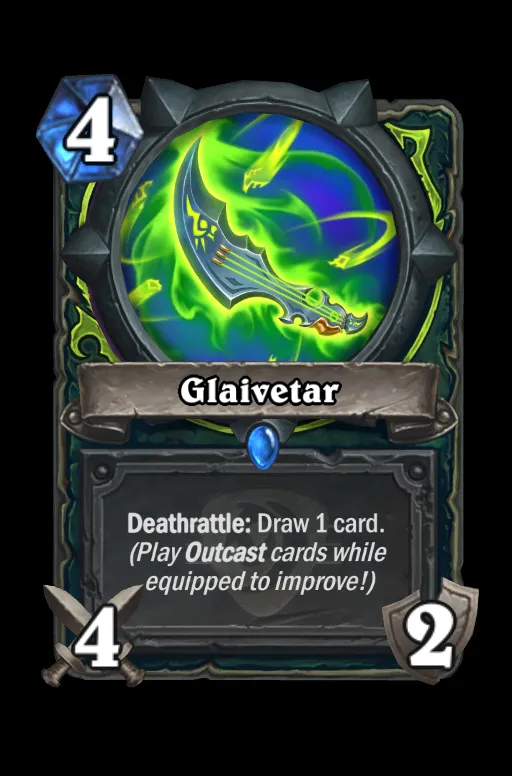 4
Glaivetar
Deathrattle: Draw 1 card.
(Play Outcast cards while
equipped to improve!)
4
2